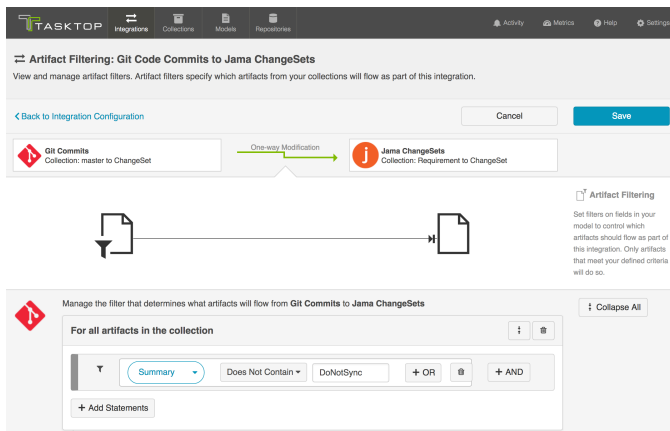 TASKTOP
Integrations
Collections
Models
Repositories
Activity
Metrics
Help
Settings
Artifact Filtering: Git Code Commits to Jama ChangeSets
View and manage artifact filters. Artifact filters specify which artifacts from your collections will flow as part of this integration.
Back to Integration Configuration
Cancel
Save
Git Commits
Collection: master to ChangeSet
One-way Modification
Jama ChangeSets
Collection: Requirement to ChangeSet
Artifact Filtering
Set filters on fields in your
model to control which
artifacts should flow as part of
this integration. Only artifacts
that meet your defined criteria
will do so.
Manage the filter that determines what artifacts will flow from Git Commits to Jama ChangeSets
Collapse All
For all artifacts in the collection
Summary
Does Not Contain
DoNotSync
+ OR
+ AND
+ Add Statements